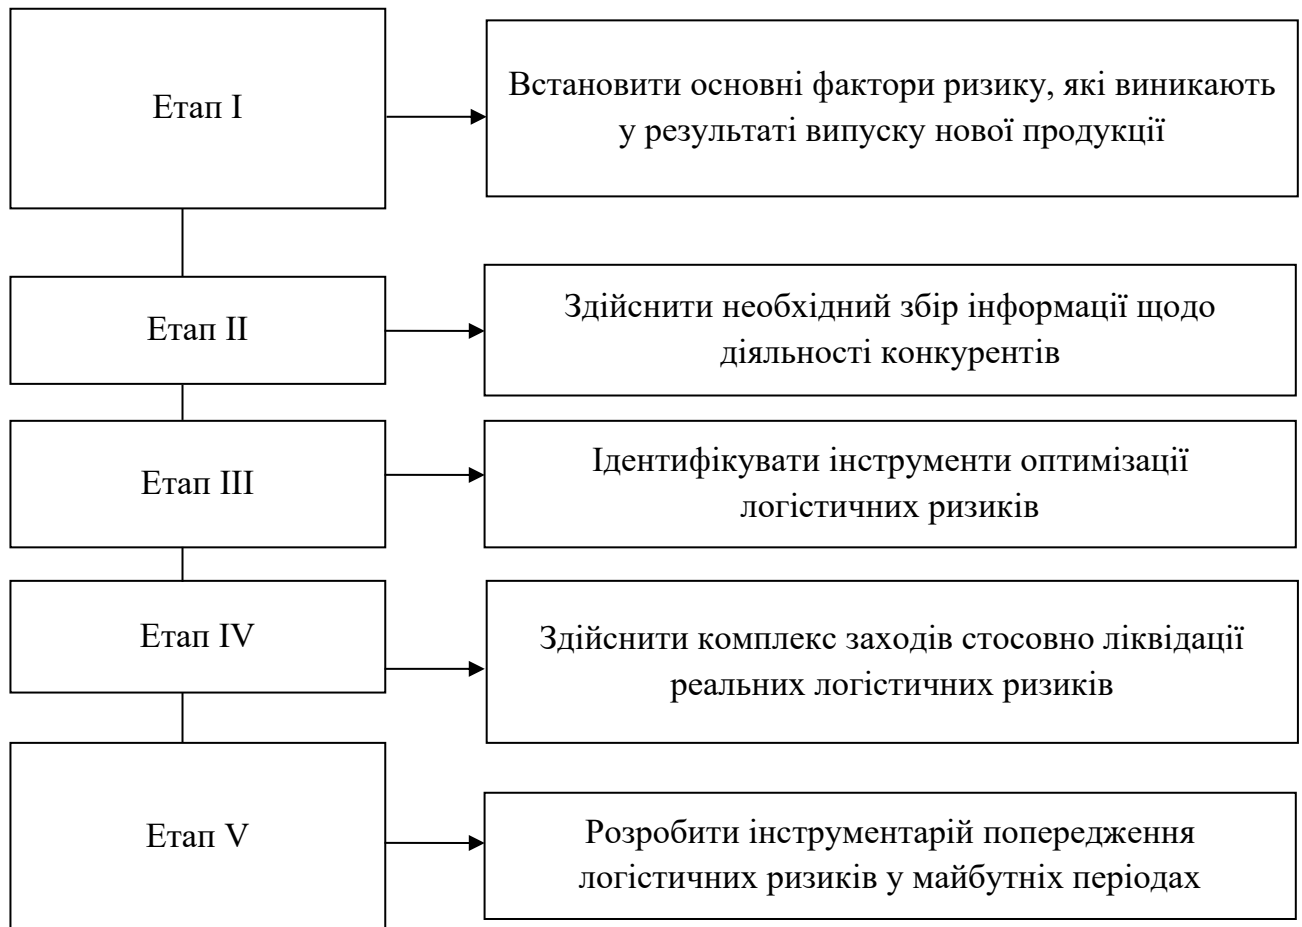 Етап I
Встановити основні фактори ризику, які виникають
у результаті випуску нової продукції
Етап II
Здійснити необхідний збір інформації щодо
діяльності конкурентів
Етап III
Ідентифікувати інструменти оптимізації
логістичних ризиків
Етап IV
Здійснити комплекс заходів стосовно ліквідації
реальних логістичних ризиків
Етап V
Розробити інструментарій попередження
логістичних ризиків у майбутніх періодах